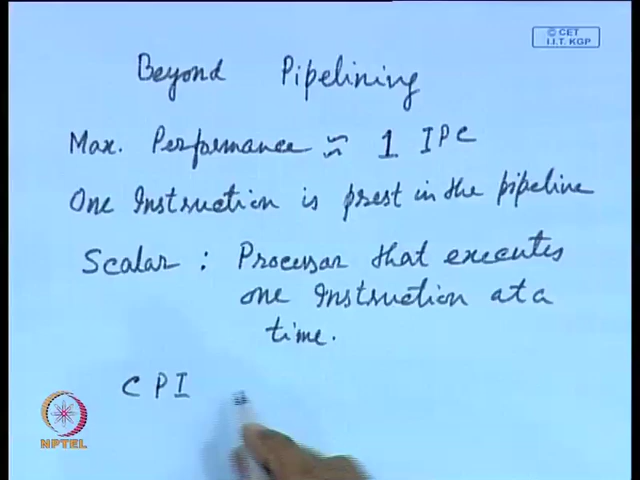 © CET
I.I.T. KGP
Beyond Pipelining
Max. Performance ≈ 1 IPC
One Instruction is prest in the pipeline
Scalar : Processor that executes
one Instruction at a
time.
CPI
NPTEL